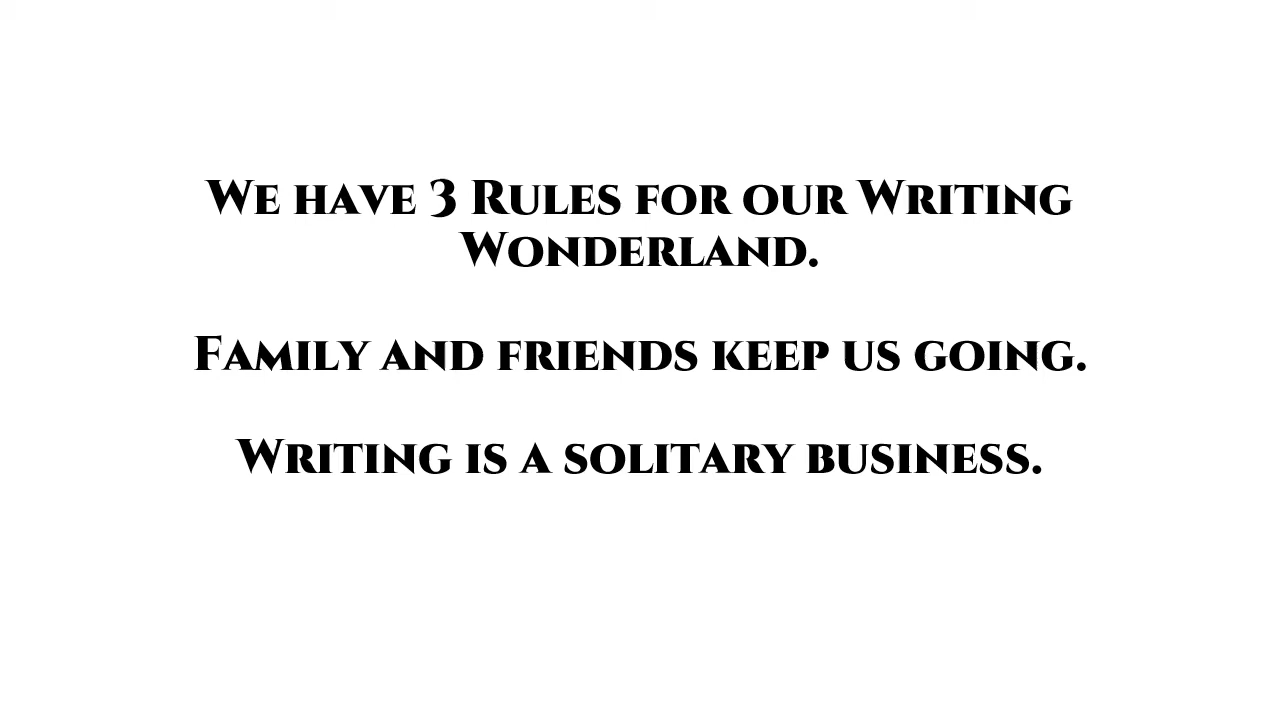 We have 3 Rules for our Writing
Wonderland.
Family and friends keep us going.
Writing is a solitary business.